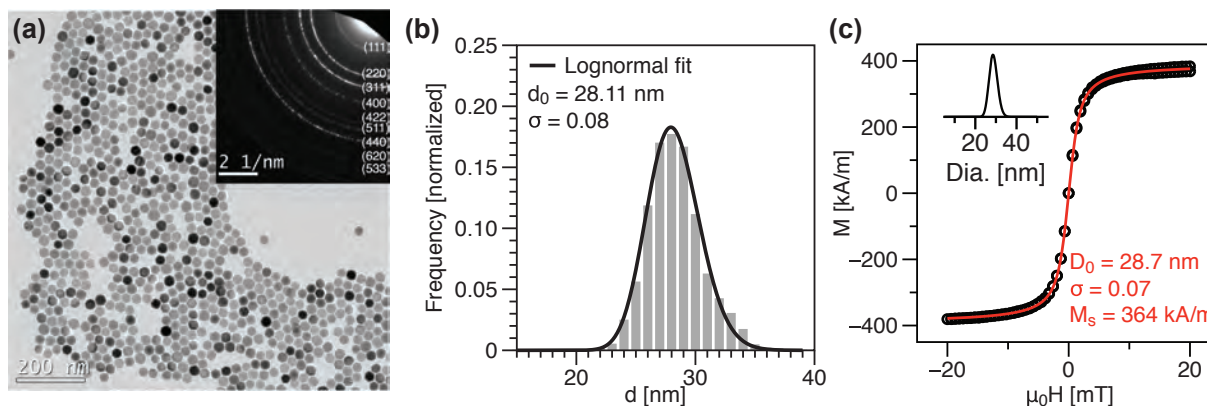 (a)
(111)
(220)
(311)
(400)
(422)
(511)
(440)
(620)
(533)
2 1/nm
200 nm
(b)
Frequency [normalized]
0.25
0.20
0.15
0.10
0.05
0
Lognormal fit
d₀ = 28.11 nm
σ = 0.08
20
30
40
d [nm]
(c)
M [kA/m]
400
200
0
−200
−400
20 40
Dia. [nm]
D₀ = 28.7 nm
σ = 0.07
Mₛ = 364 kA/m
−20
−10
0
10
20
μ₀H [mT]